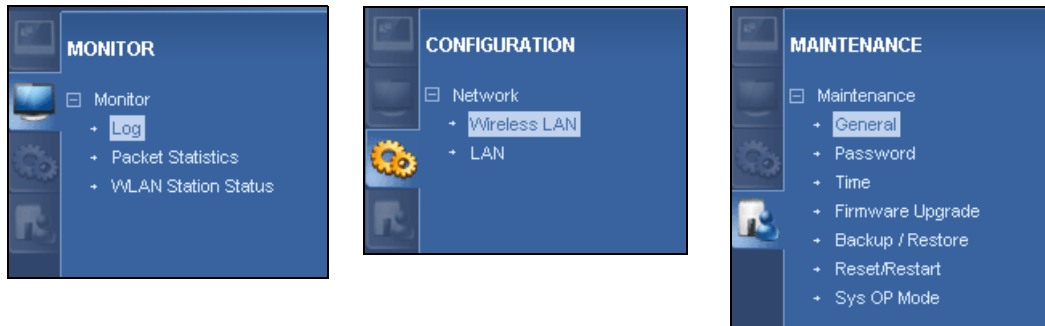 MONITOR
Monitor
Log
Packet Statistics
WLAN Station Status
CONFIGURATION
Network
Wireless LAN
LAN
MAINTENANCE
Maintenance
General
Password
Time
Firmware Upgrade
Backup / Restore
Reset/Restart
Sys OP Mode